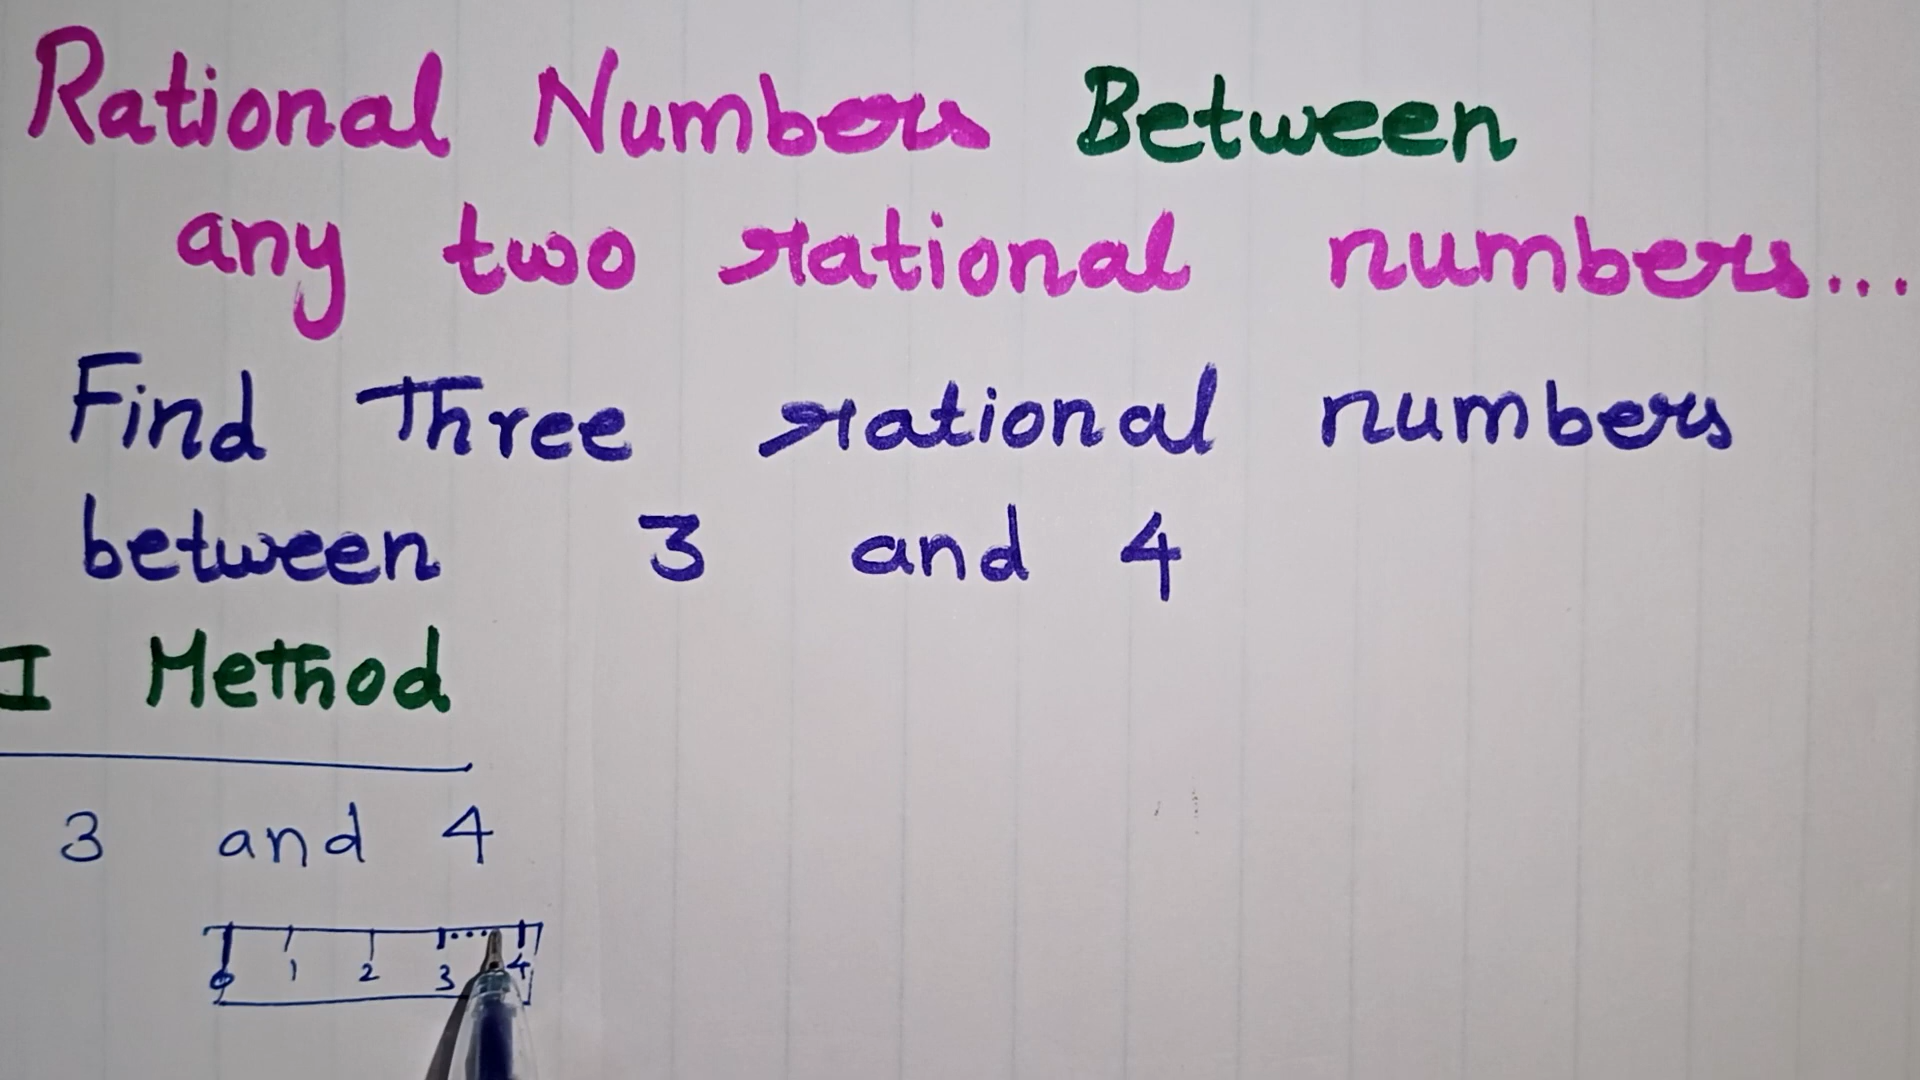 Rational Numbers Between
any two rational numbers...
Find Three rational numbers
between 3 and 4
I Method
3 and 4
0 1 2 3 4